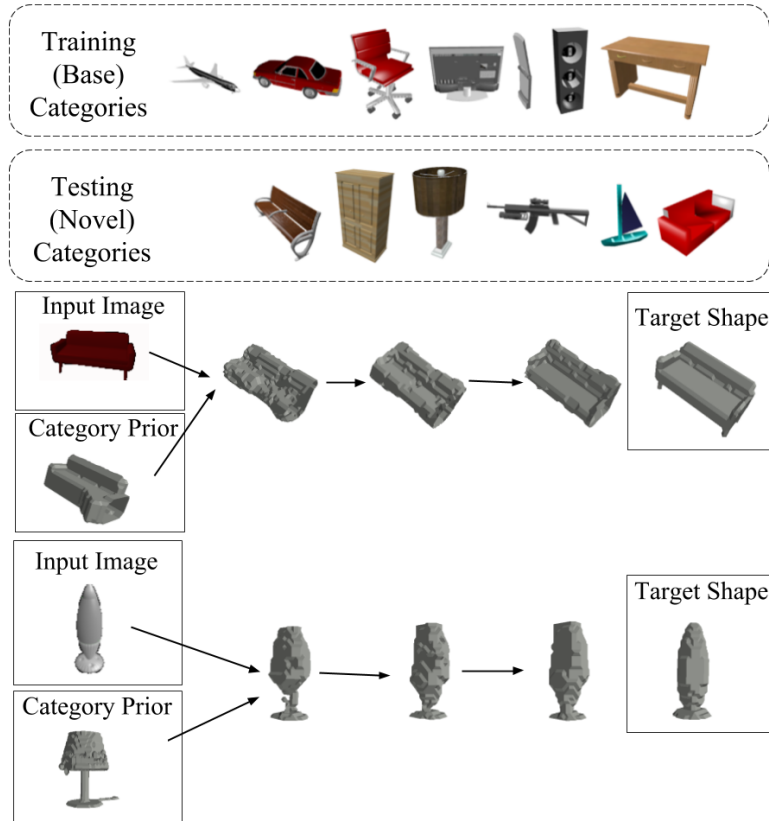 Training
(Base)
Categories
Testing
(Novel)
Categories
Input Image
Target Shape
Category Prior
Input Image
Target Shape
Category Prior